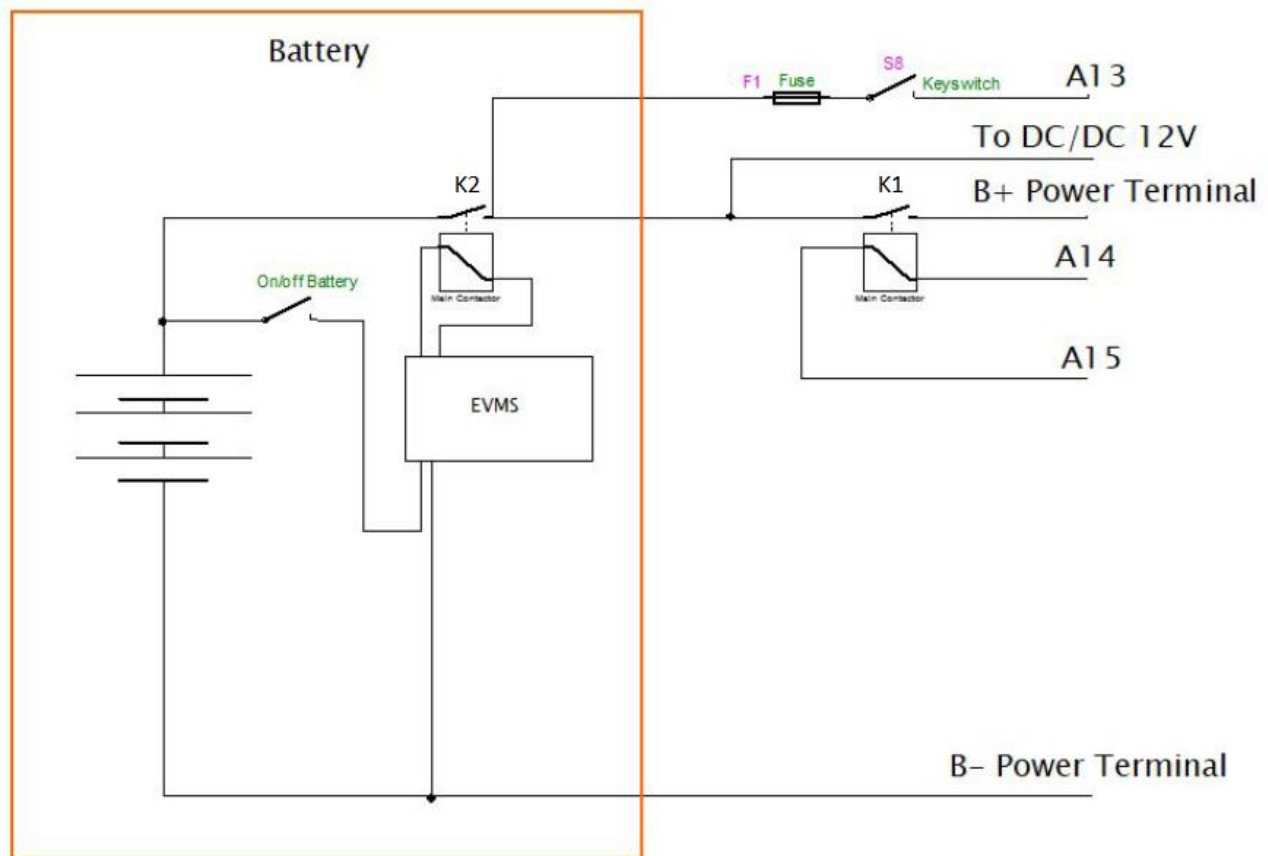 Battery
F1 Fuse S8 Keyswitch A13
To DC/DC 12V
K2 K1 B+ Power Terminal
On/off Battery A14
Main Contactor Main Contactor
A15
EVMS
B- Power Terminal